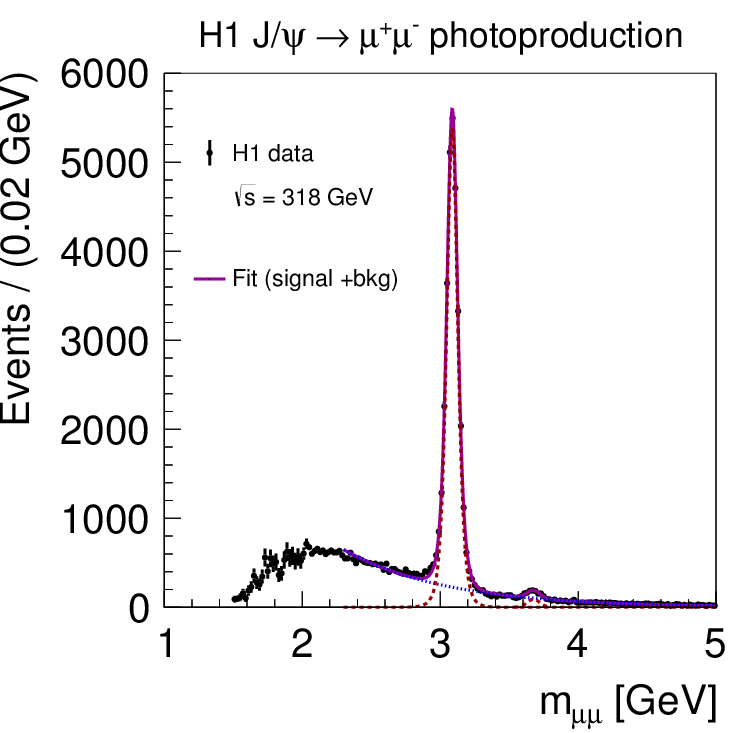 H1 J/ψ → μ⁺μ⁻ photoproduction
6000
5000
4000
3000
2000
1000
0
Events / (0.02 GeV)
H1 data
√s = 318 GeV
Fit (signal +bkg)
1 2 3 4 5
m_μμ [GeV]